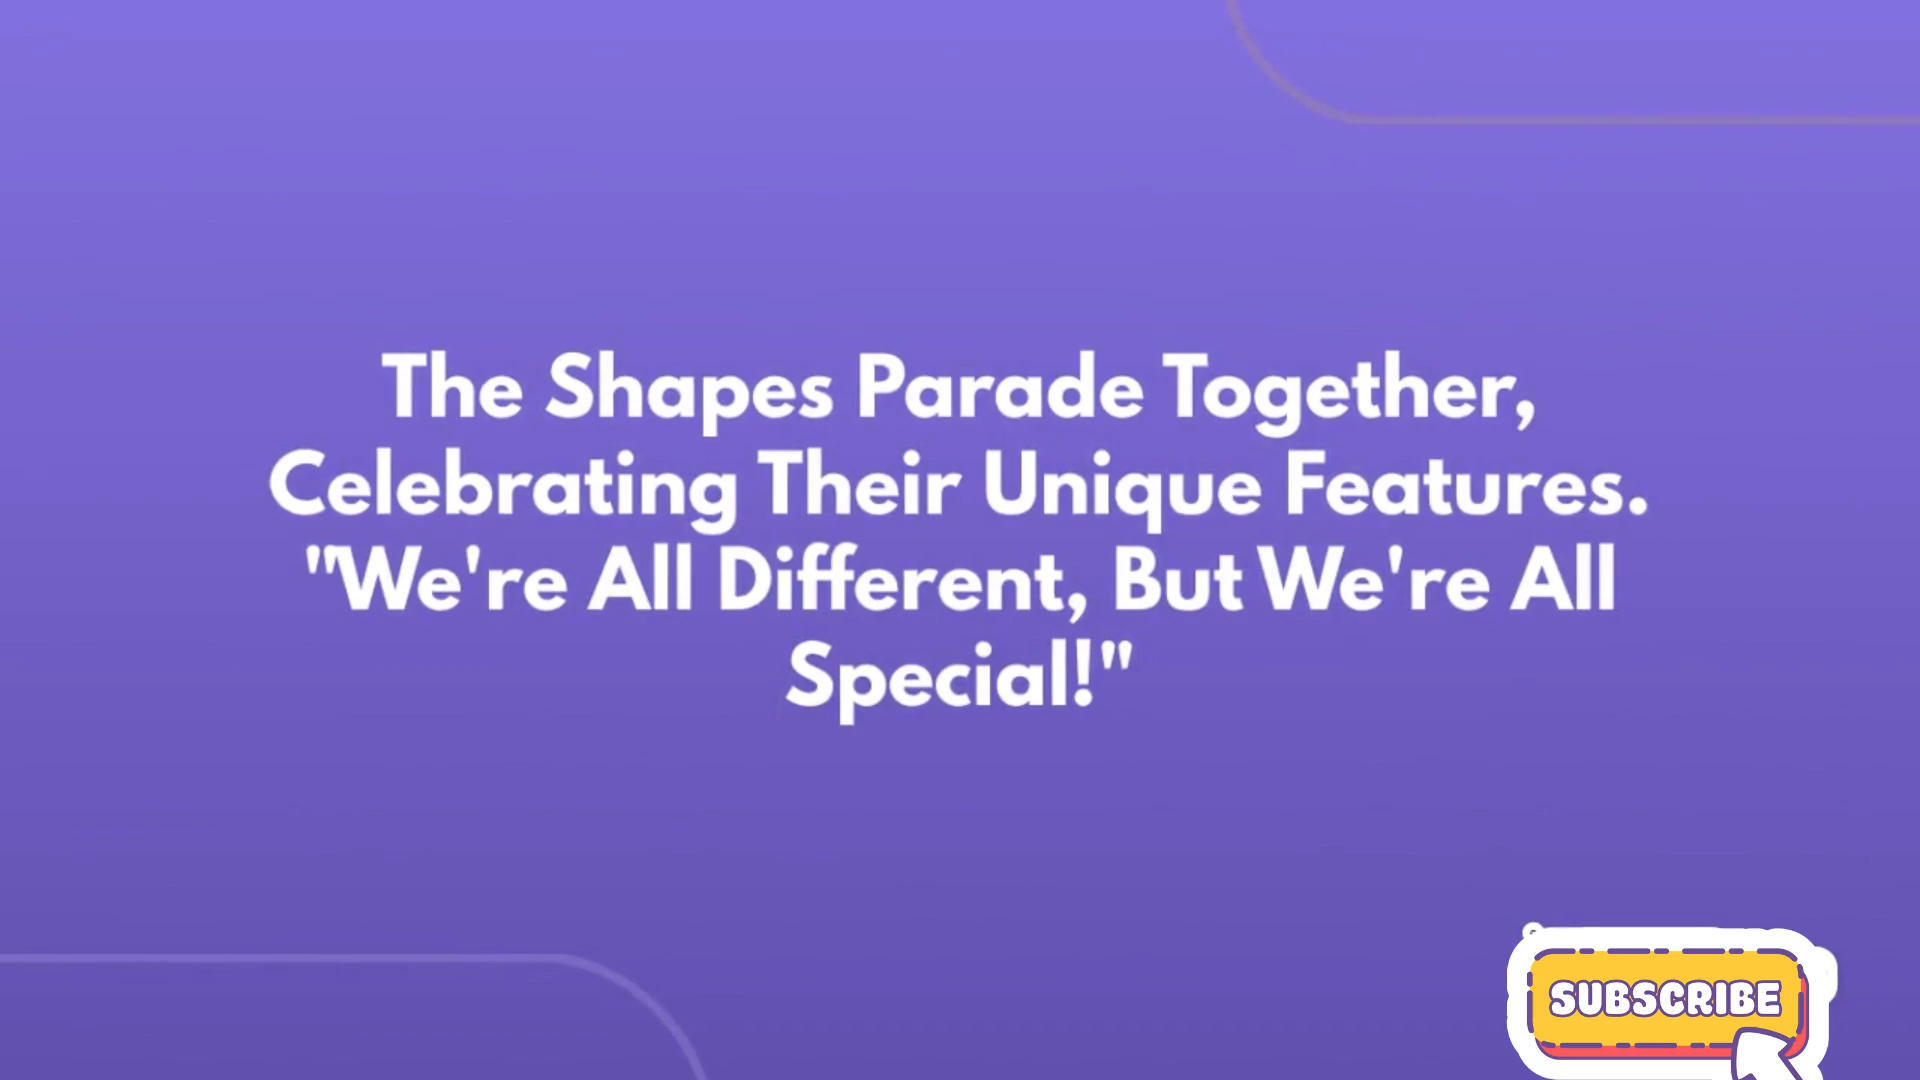 The Shapes Parade Together,
Celebrating Their Unique Features.
"We're All Different, But We're All
Special!"
SUBSCRIBE